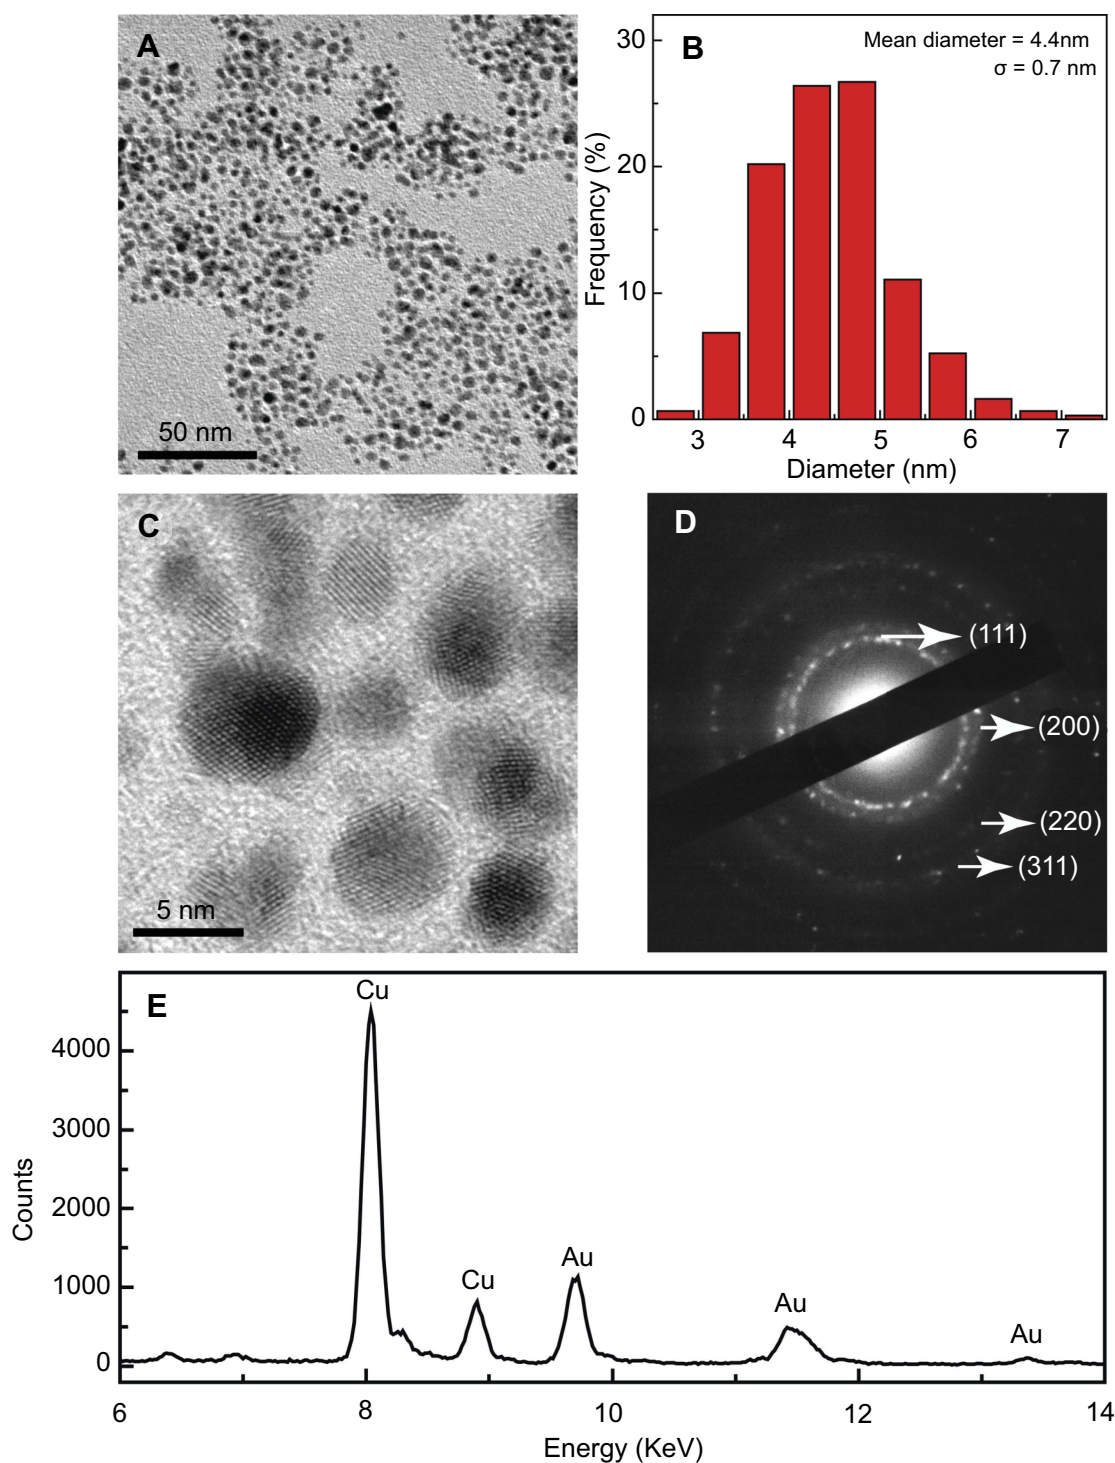 A
50 nm
B
Mean diameter = 4.4nm
σ = 0.7 nm
30
20
10
0
Frequency (%)
3 4 5 6 7
Diameter (nm)
C
5 nm
D
(111)
(200)
(220)
(311)
E
Cu
Cu
Au
Au
Au
4000
3000
2000
1000
0
Counts
6 8 10 12 14
Energy (KeV)